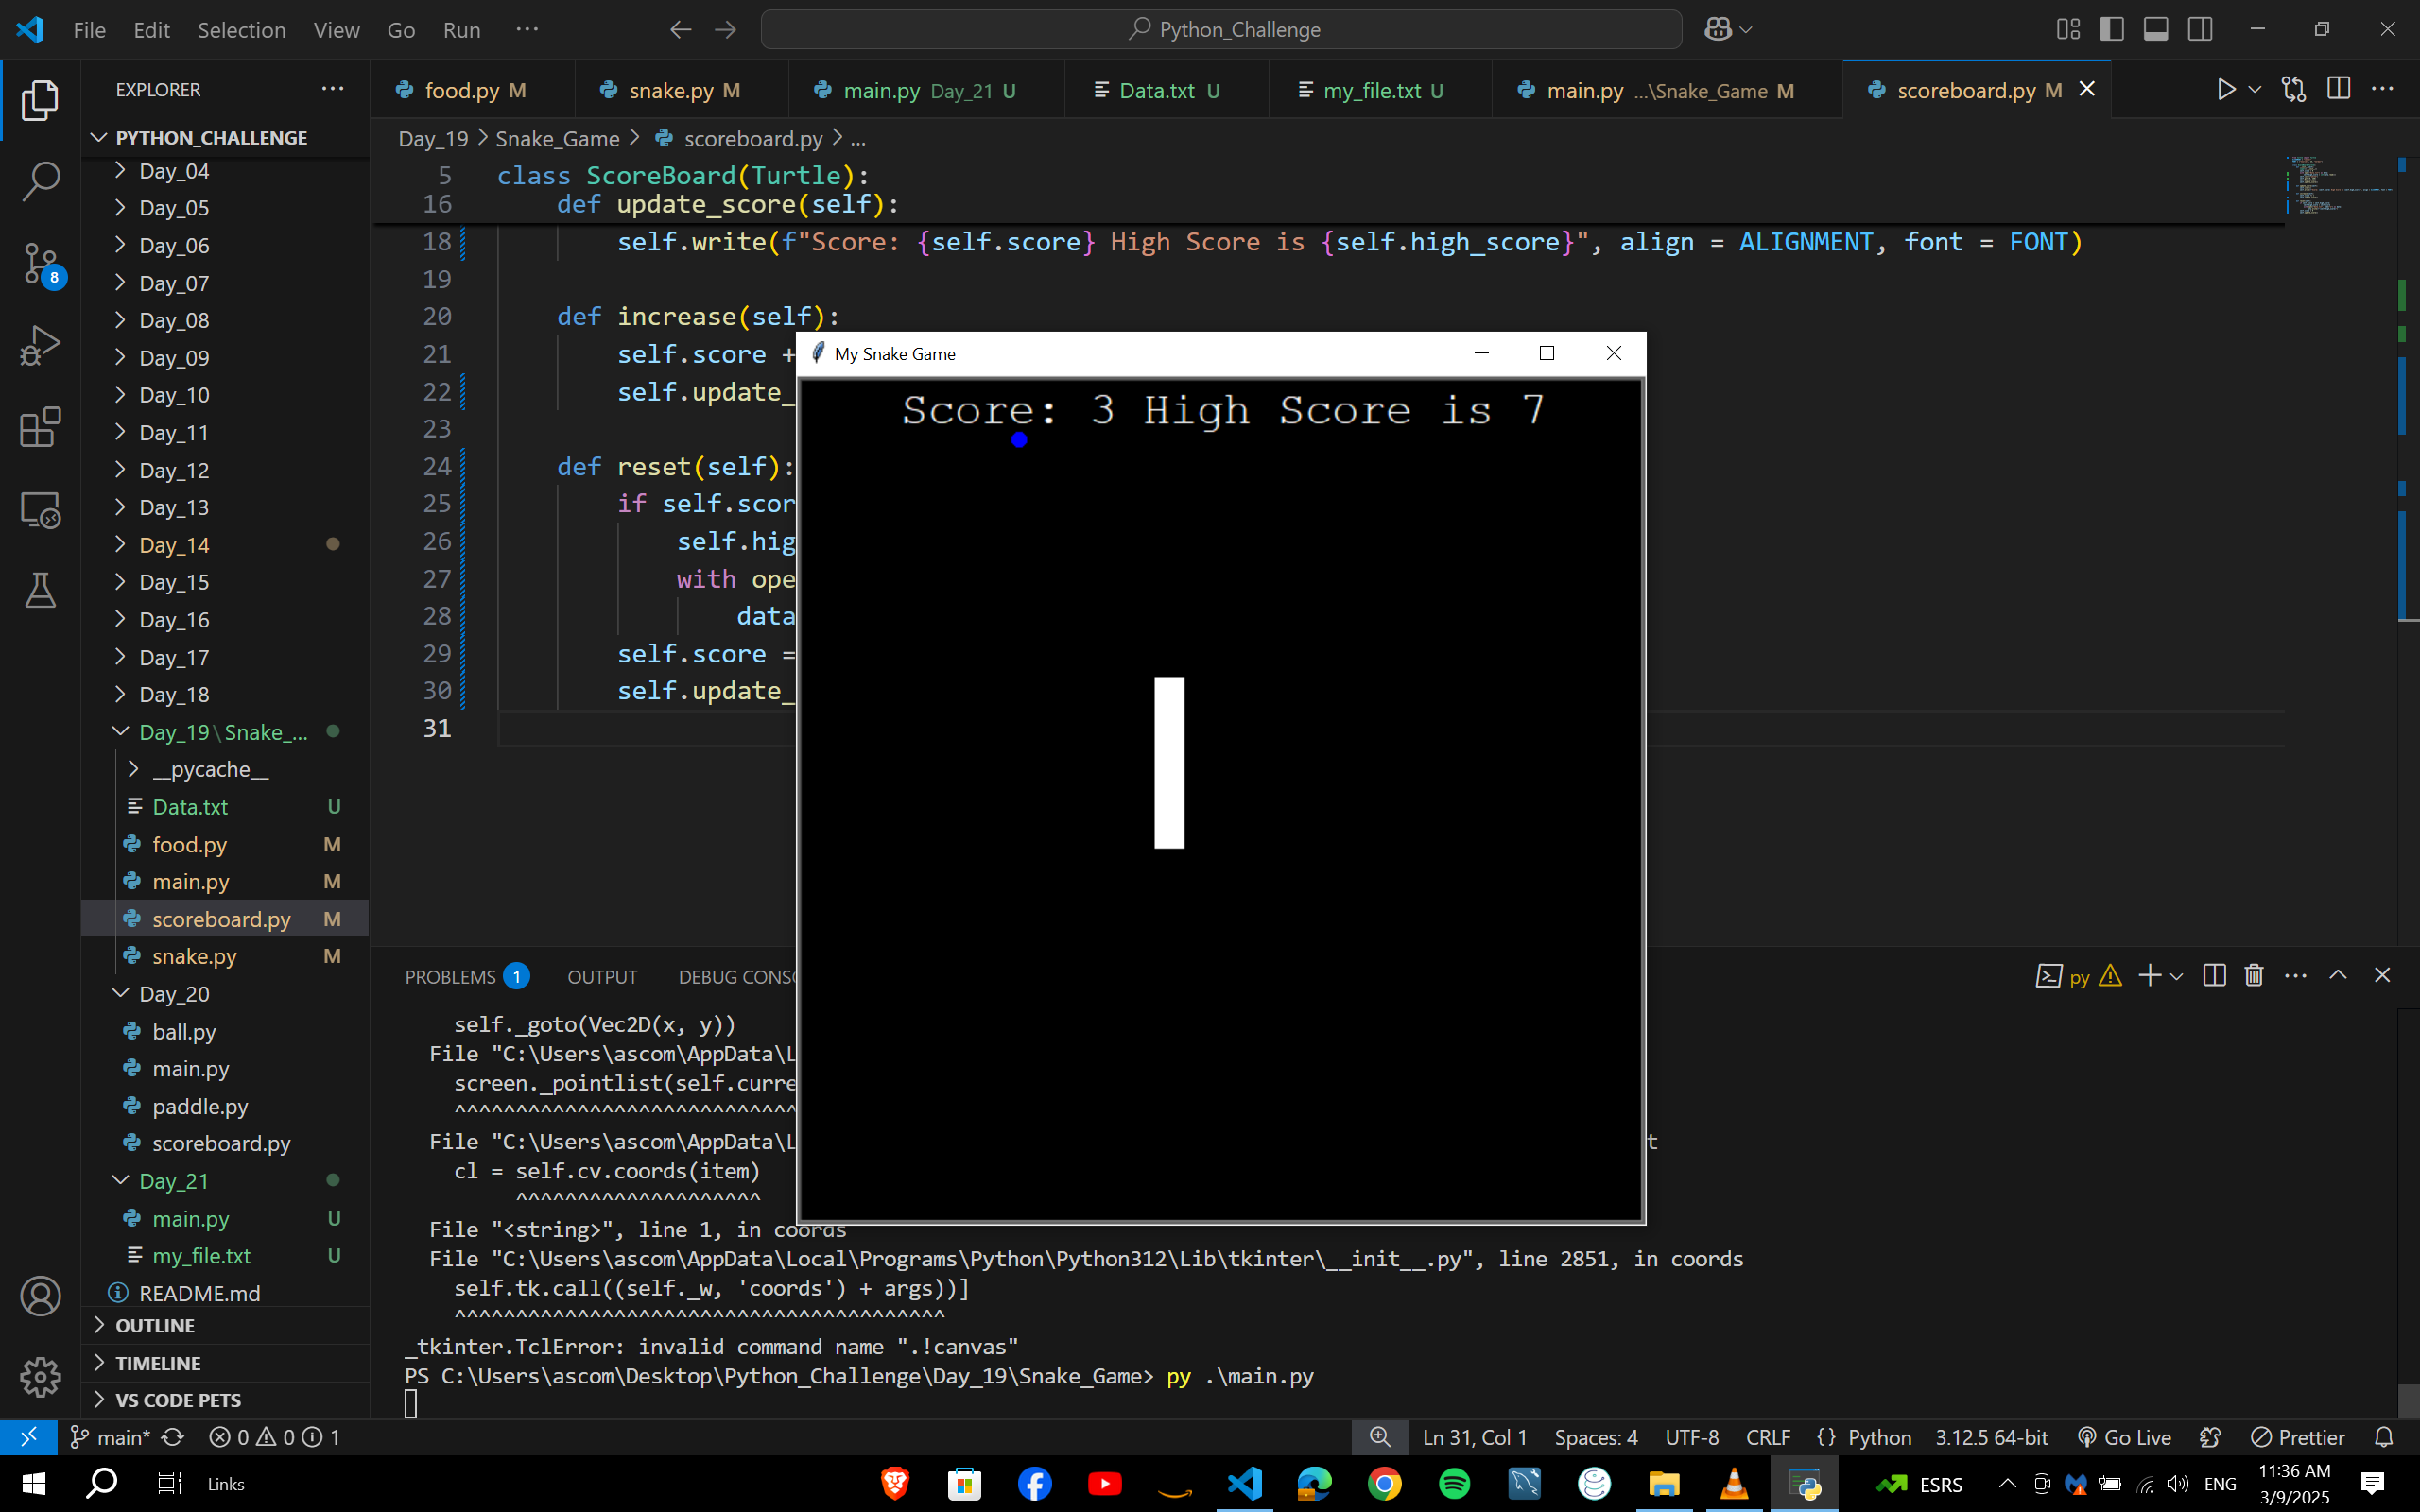 File Edit Selection View Go Run ···
Python_Challenge
EXPLORER ···
PYTHON_CHALLENGE
Day_04
Day_05
Day_06
Day_07
Day_08
Day_09
Day_10
Day_11
Day_12
Day_13
Day_14
Day_15
Day_16
Day_17
Day_18
Day_19\Snake_...
__pycache__
Data.txt U
food.py M
main.py M
scoreboard.py M
snake.py M
Day_20
ball.py
main.py
paddle.py
scoreboard.py
Day_21
main.py U
my_file.txt U
README.md
OUTLINE
TIMELINE
VS CODE PETS
8
food.py M snake.py M main.py Day_21 U Data.txt U my_file.txt U main.py ...\Snake_Game M scoreboard.py M
Day_19 > Snake_Game > scoreboard.py > ...
5 class ScoreBoard(Turtle):
16 def update_score(self):
18 self.write(f"Score: {self.score} High Score is {self.high_score}", align = ALIGNMENT, font = FONT)
19
20 def increase(self):
21 self.score +
22 self.update_
23
24 def reset(self):
25 if self.scor
26 self.hig
27 with ope
28 data
29 self.score =
30 self.update_
31
My Snake Game
Score: 3 High Score is 7
PROBLEMS 1 OUTPUT DEBUG CONSO
py
self._goto(Vec2D(x, y))
File "C:\Users\ascom\AppData\L
screen._pointlist(self.curre
^^^^^^^^^^^^^^^^^^^^^^^^^^^^
File "C:\Users\ascom\AppData\L t
cl = self.cv.coords(item)
^^^^^^^^^^^^^^^^^^^^
File "<string>", line 1, in coords
File "C:\Users\ascom\AppData\Local\Programs\Python\Python312\Lib\tkinter\__init__.py", line 2851, in coords
self.tk.call((self._w, 'coords') + args))]
^^^^^^^^^^^^^^^^^^^^^^^^^^^^^^^^^^^^^^^^
_tkinter.TclError: invalid command name ".!canvas"
PS C:\Users\ascom\Desktop\Python_Challenge\Day_19\Snake_Game> py .\main.py
main* 0 0 1
Ln 31, Col 1 Spaces: 4 UTF-8 CRLF {} Python 3.12.5 64-bit Go Live Prettier
Links
ESRS
ENG
11:36 AM
3/9/2025